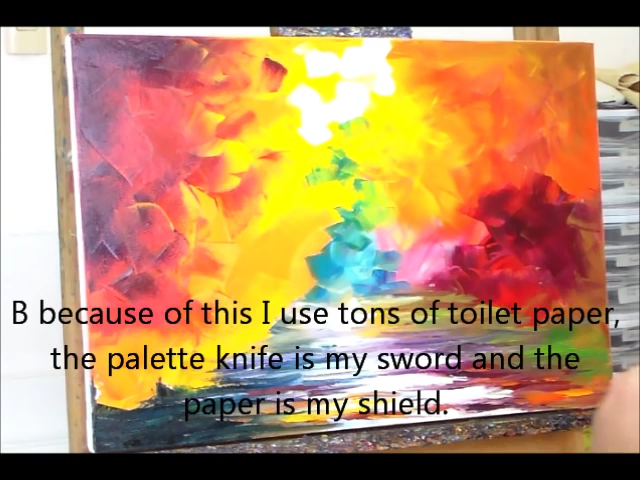 B because of this I use tons of toilet paper,
the palette knife is my sword and the
paper is my shield.